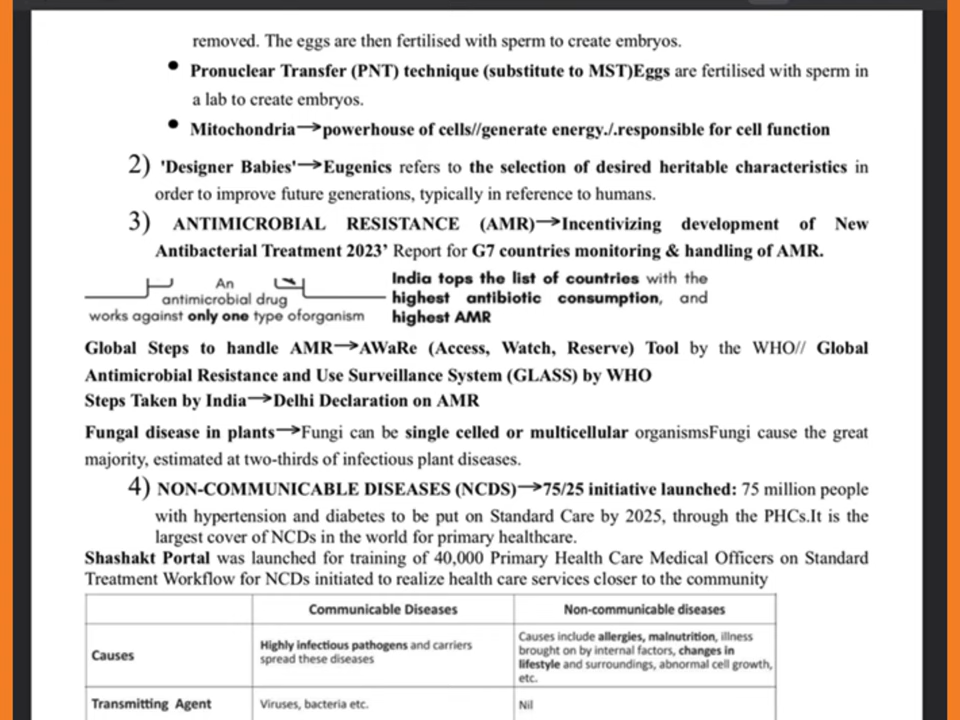 removed. The eggs are then fertilised with sperm to create embryos.
• Pronuclear Transfer (PNT) technique (substitute to MST)Eggs are fertilised with sperm in
a lab to create embryos.
• Mitochondria→powerhouse of cells//generate energy./.responsible for cell function
2) 'Designer Babies'→Eugenics refers to the selection of desired heritable characteristics in
order to improve future generations, typically in reference to humans.
3) ANTIMICROBIAL RESISTANCE (AMR)→Incentivizing development of New
Antibacterial Treatment 2023’ Report for G7 countries monitoring & handling of AMR.
An
antimicrobial drug
works against only one type oforganism
India tops the list of countries with the
highest antibiotic consumption, and
highest AMR
Global Steps to handle AMR→AWaRe (Access, Watch, Reserve) Tool by the WHO// Global
Antimicrobial Resistance and Use Surveillance System (GLASS) by WHO
Steps Taken by India→Delhi Declaration on AMR
Fungal disease in plants→Fungi can be single celled or multicellular organismsFungi cause the great
majority, estimated at two-thirds of infectious plant diseases.
4) NON-COMMUNICABLE DISEASES (NCDS)→75/25 initiative launched: 75 million people
with hypertension and diabetes to be put on Standard Care by 2025, through the PHCs.It is the
largest cover of NCDs in the world for primary healthcare.
Shashakt Portal was launched for training of 40,000 Primary Health Care Medical Officers on Standard
Treatment Workflow for NCDs initiated to realize health care services closer to the community
Communicable Diseases
Non-communicable diseases
Causes
Highly infectious pathogens and carriers
spread these diseases
Causes include allergies, malnutrition, illness
brought on by internal factors, changes in
lifestyle and surroundings, abnormal cell growth,
etc.
Transmitting Agent
Viruses, bacteria etc.
Nil